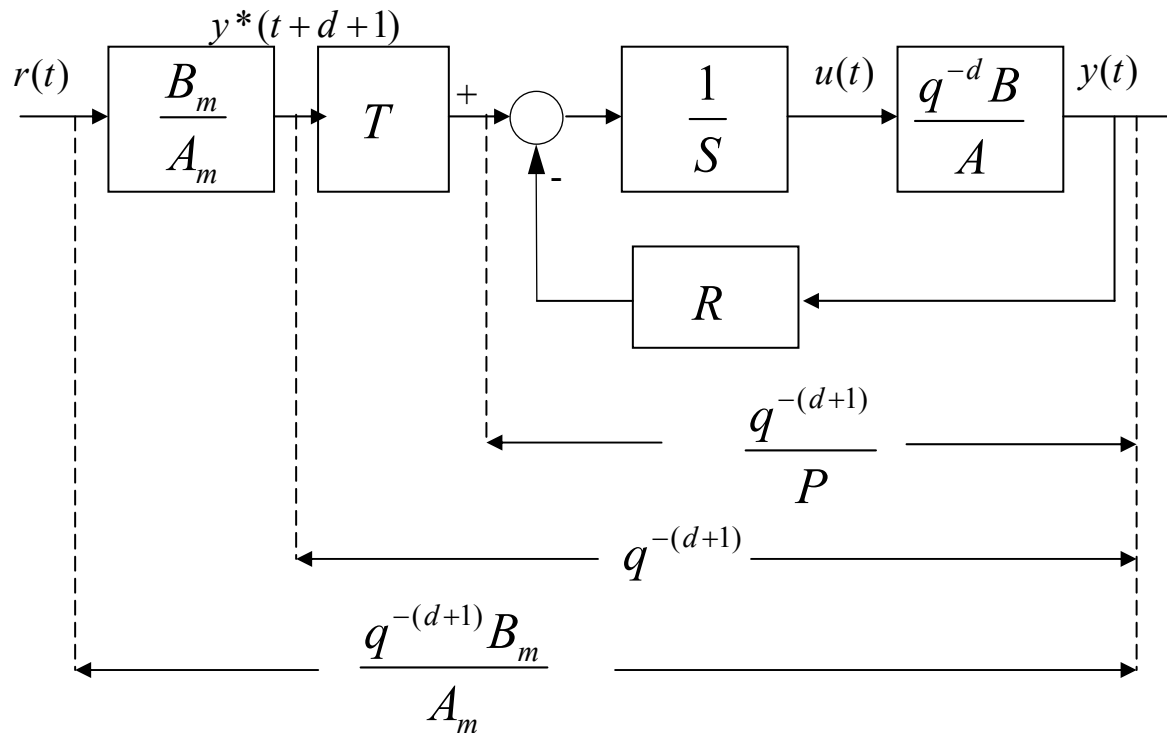 y*(t+d+1)
r(t)
B_m
A_m
T
+
-
1
S
u(t)
q^{-d} B
A
y(t)
R
q^{-(d+1)}
P
q^{-(d+1)}
q^{-(d+1)} B_m
A_m